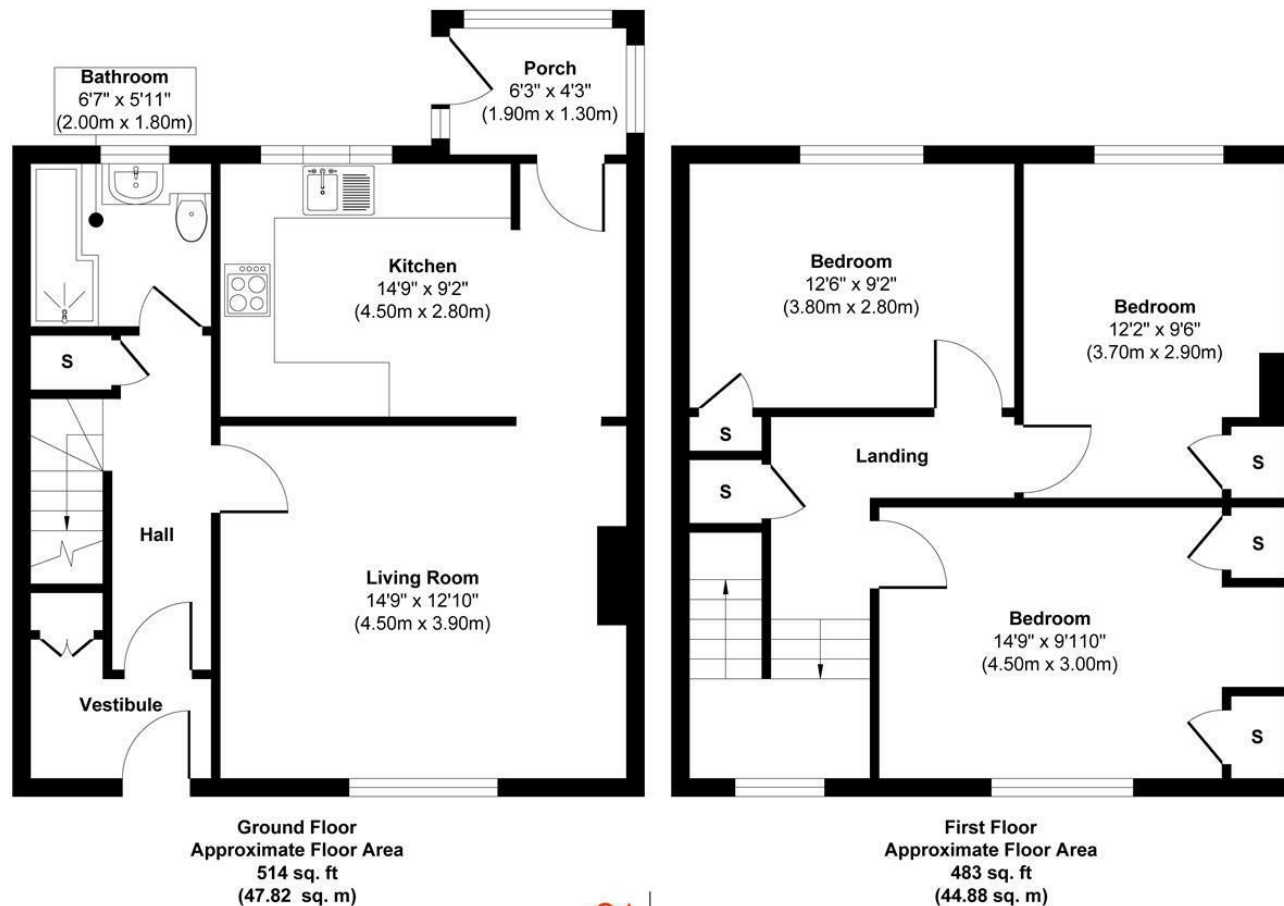 Bathroom
6'7" x 5'11"
(2.00m x 1.80m)
Porch
6'3" x 4'3"
(1.90m x 1.30m)
Kitchen
14'9" x 9'2"
(4.50m x 2.80m)
S
Hall
Living Room
14'9" x 12'10"
(4.50m x 3.90m)
Vestibule
Ground Floor
Approximate Floor Area
514 sq. ft
(47.82 sq. m)
Bedroom
12'6" x 9'2"
(3.80m x 2.80m)
Bedroom
12'2" x 9'6"
(3.70m x 2.90m)
S
Landing
S
S
S
Bedroom
14'9" x 9'110"
(4.50m x 3.00m)
S
First Floor
Approximate Floor Area
483 sq. ft
(44.88 sq. m)